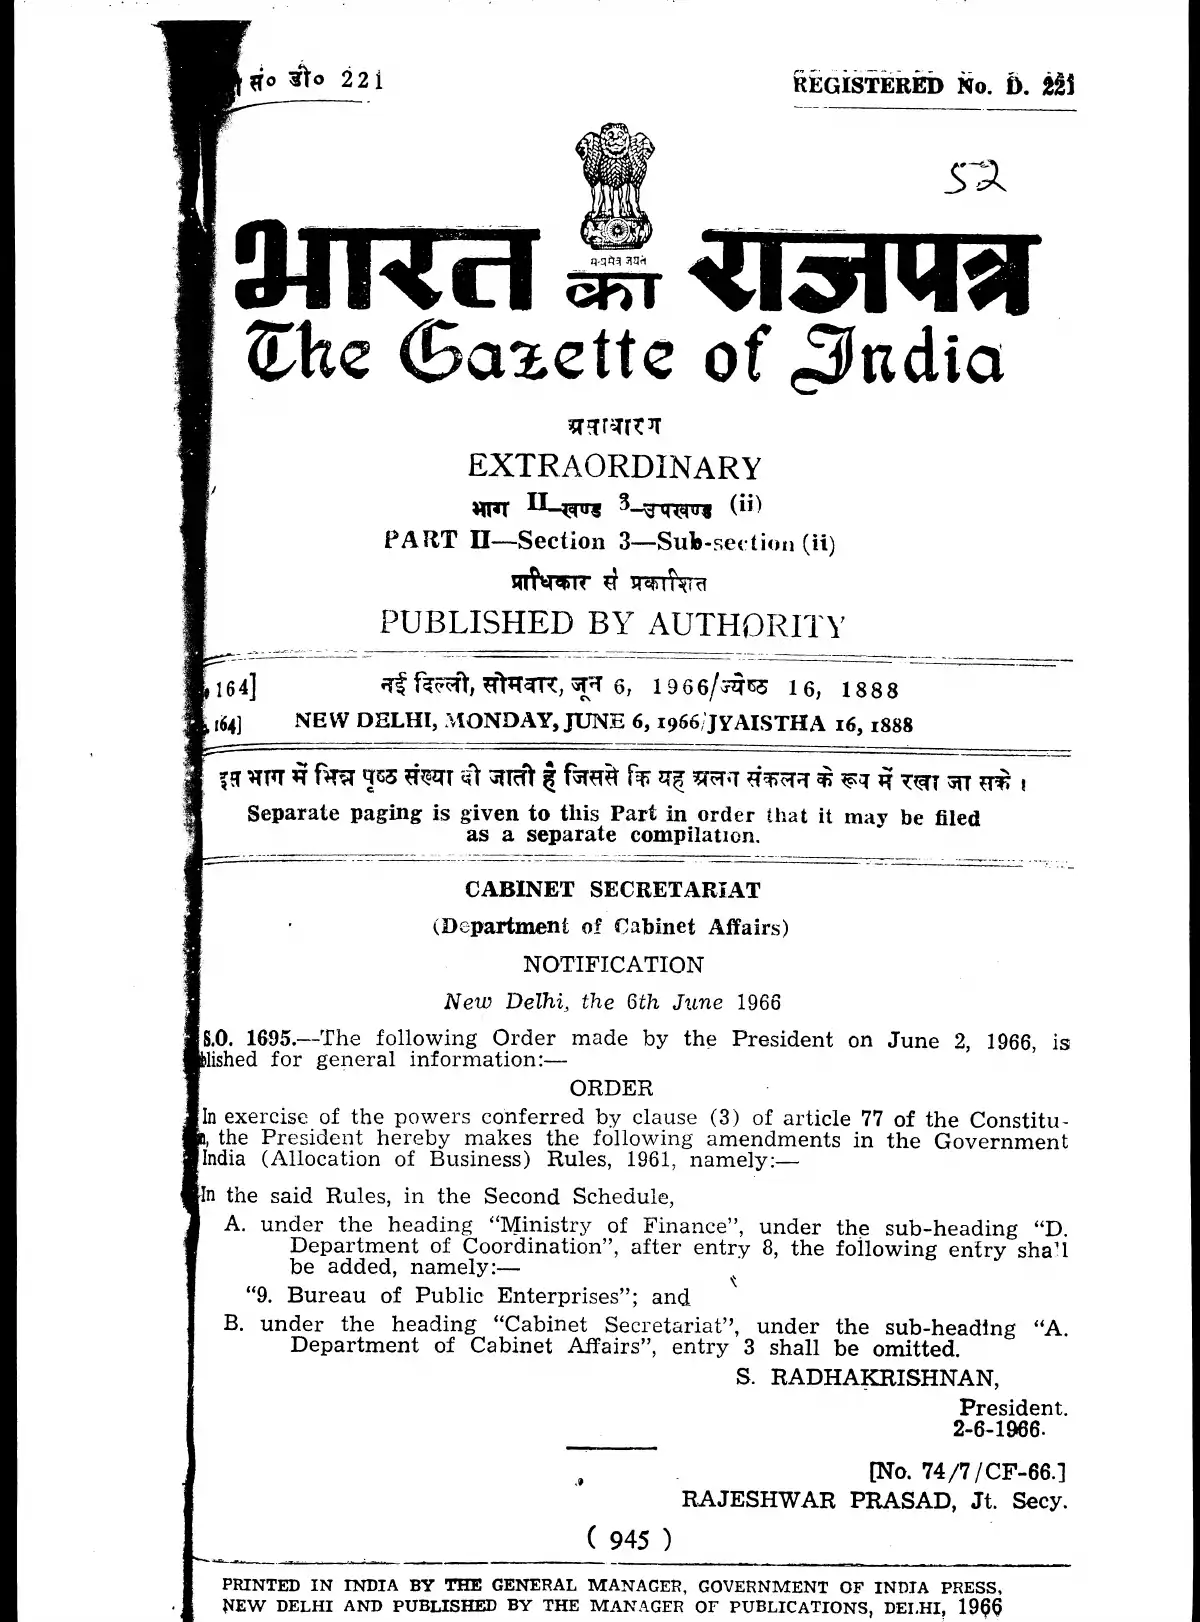 सं० डी० 221
REGISTERED No. D. 221
52
भारत का राजपत्र
The Gazette of India
असाधारण
EXTRAORDINARY
भाग II—खण्ड 3—उपखण्ड (ii)
PART II—Section 3—Sub-section (ii)
प्राधिकार से प्रकाशित
PUBLISHED BY AUTHORITY
164] नई दिल्ली, सोमवार, जून 6, 1966/ज्येष्ठ 16, 1888
164] NEW DELHI, MONDAY, JUNE 6, 1966/JYAISTHA 16, 1888
इस भाग में भिन्न पृष्ठ संख्या दी जाती है जिससे कि यह अलग संकलन के रूप में रखा जा सके ।
Separate paging is given to this Part in order that it may be filed
as a separate compilation.
CABINET SECRETARIAT
(Department of Cabinet Affairs)
NOTIFICATION
New Delhi, the 6th June 1966
S.O. 1695.—The following Order made by the President on June 2, 1966, is
blished for general information:—
ORDER
In exercise of the powers conferred by clause (3) of article 77 of the Constitu-
n, the President hereby makes the following amendments in the Government
India (Allocation of Business) Rules, 1961, namely:—
In the said Rules, in the Second Schedule,
A. under the heading “Ministry of Finance”, under the sub-heading “D.
Department of Coordination”, after entry 8, the following entry shall
be added, namely:—
“9. Bureau of Public Enterprises”; and
B. under the heading “Cabinet Secretariat”, under the sub-heading “A.
Department of Cabinet Affairs”, entry 3 shall be omitted.
S. RADHAKRISHNAN,
President.
2-6-1966.
[No. 74/7/CF-66.]
RAJESHWAR PRASAD, Jt. Secy.
( 945 )
PRINTED IN INDIA BY THE GENERAL MANAGER, GOVERNMENT OF INDIA PRESS,
NEW DELHI AND PUBLISHED BY THE MANAGER OF PUBLICATIONS, DELHI, 1966